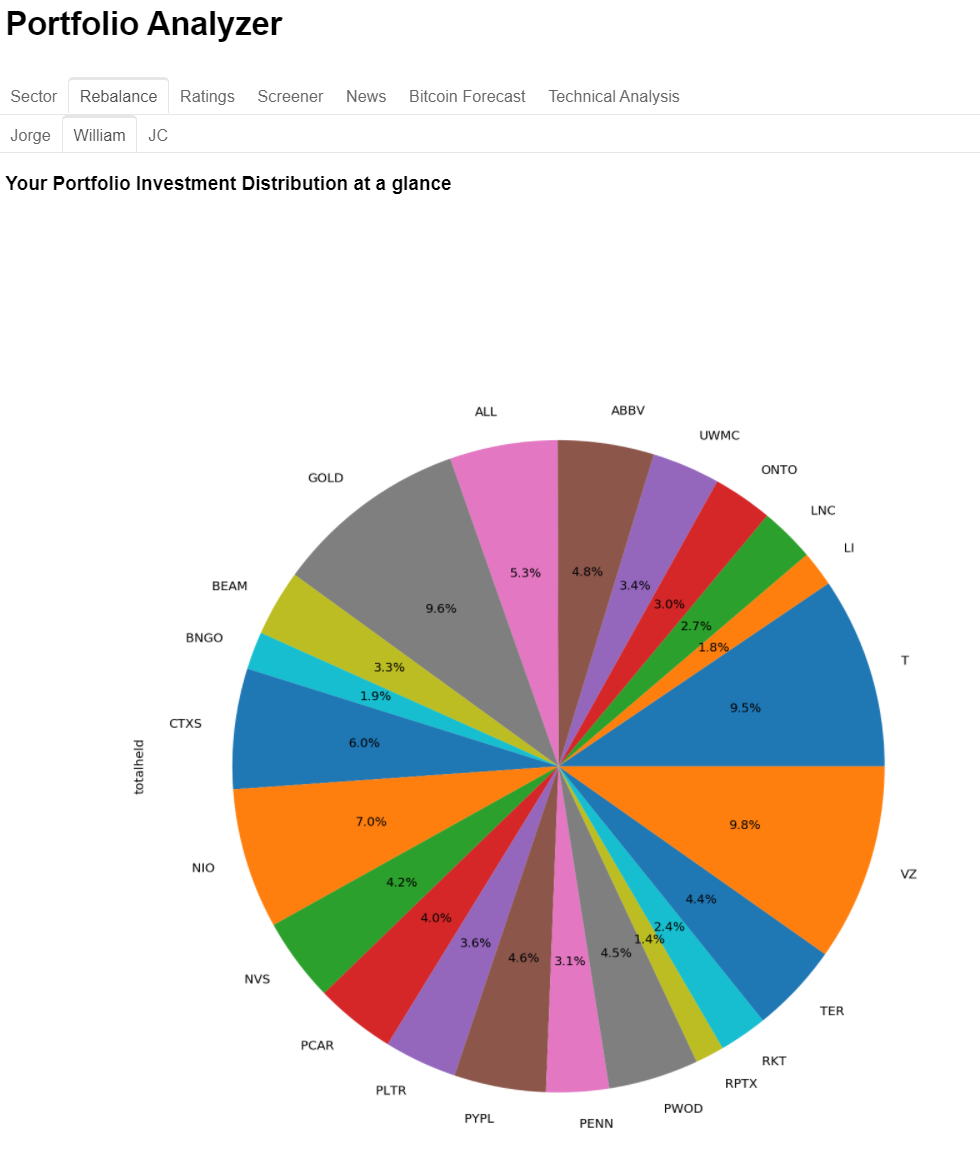 Portfolio Analyzer
Sector Rebalance Ratings Screener News Bitcoin Forecast Technical Analysis
Jorge William JC
Your Portfolio Investment Distribution at a glance
ALL
ABBV
UWMC
GOLD
ONTO
LNC
LI
BEAM
5.3%
4.8%
3.4%
9.6%
3.0%
2.7%
BNGO
1.8%
T
3.3%
1.9%
9.5%
CTXS
6.0%
totalheld
7.0%
9.8%
NIO
VZ
4.2%
4.4%
4.0%
2.4%
3.6%
1.4%
4.6%
3.1%
4.5%
NVS
TER
PCAR
RKT
PLTR
RPTX
PYPL
PENN
PWOD